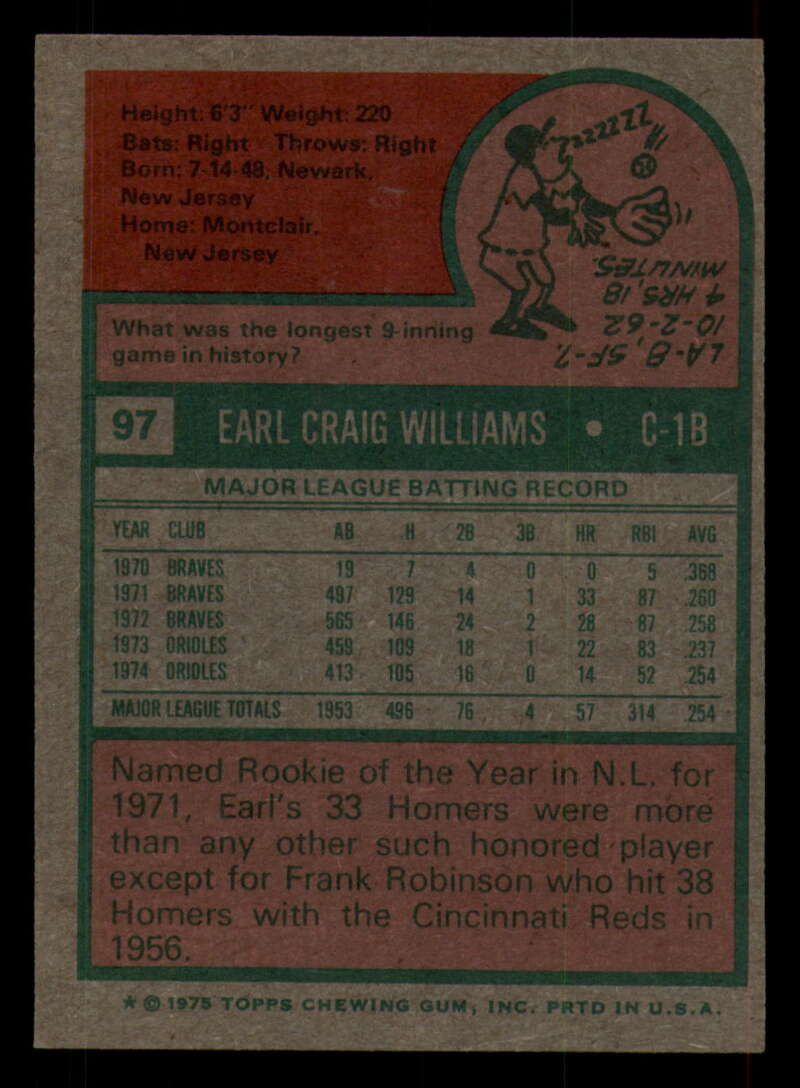 Height: 6'3" Weight: 220
Bats: Right Throws: Right
Born: 7-14-48, Newark,
New Jersey
Home: Montclair,
New Jersey
ZZZZZZZ
What was the longest 9-inning
game in history?
LA-8, SF-7,
10-2-62
4 HRS, 18
MINUTES.
97 EARL CRAIG WILLIAMS • C-1B
MAJOR LEAGUE BATTING RECORD
YEAR CLUB AB H 2B 3B HR RBI AVG
1970 BRAVES 19 7 4 0 0 5 .368
1971 BRAVES 497 129 14 1 33 87 .260
1972 BRAVES 565 146 24 2 28 87 .258
1973 ORIOLES 459 109 18 1 22 83 .237
1974 ORIOLES 413 105 16 0 14 52 .254
MAJOR LEAGUE TOTALS 1953 496 76 4 57 314 .254
Named Rookie of the Year in N.L. for
1971, Earl's 33 Homers were more
than any other such honored player
except for Frank Robinson who hit 38
Homers with the Cincinnati Reds in
1956.
* © 1975 TOPPS CHEWING GUM, INC. PRTD IN U.S.A.